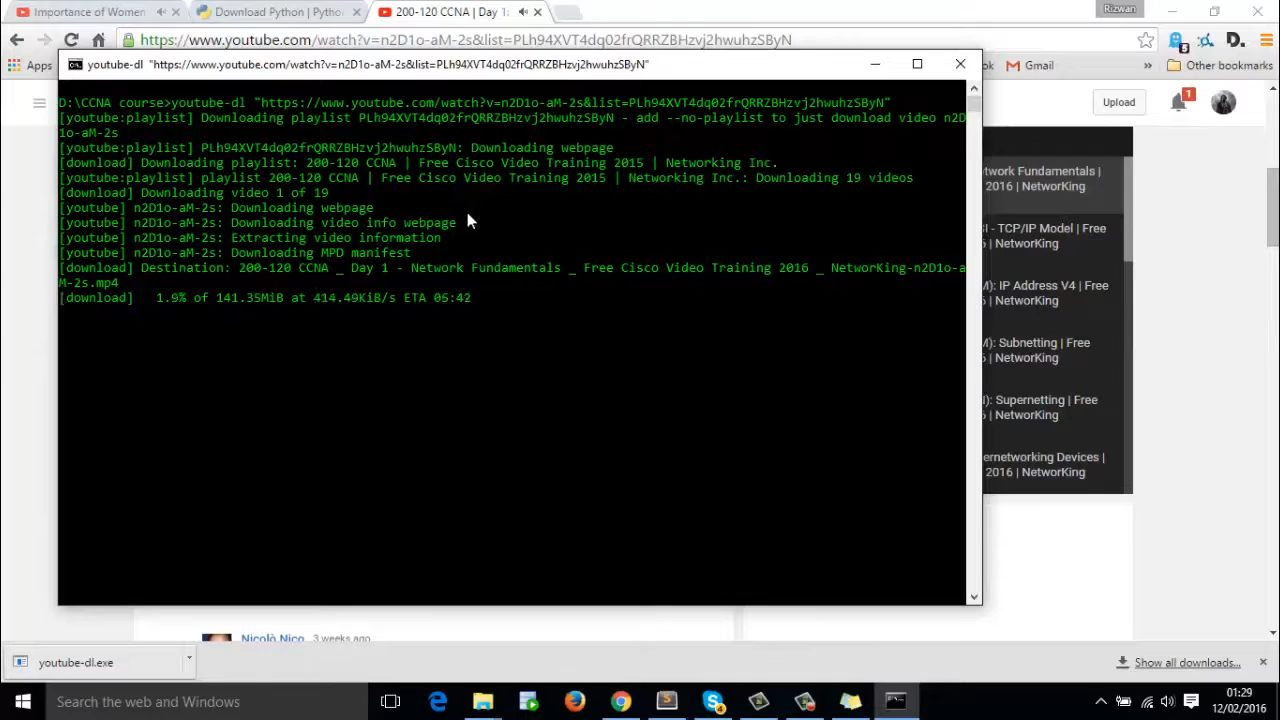 Importance of Women
Download Python | Pytho
200-120 CCNA | Day 1:
Rizwan
https://www.youtube.com/watch?v=n2D1o-aM-2s&list=PLh94XVT4dq02frQRRZBHzvj2hwuhzSByN
5
D.
Apps
ok
Gmail
»
Other bookmarks
youtube-dl "https://www.youtube.com/watch?v=n2D1o-aM-2s&list=PLh94XVT4dq02frQRRZBHzvj2hwuhzSByN"
Upload
1
D:\CCNA course>youtube-dl "https://www.youtube.com/watch?v=n2D1o-aM-2s&list=PLh94XVT4dq02frQRRZBHzvj2hwuhzSByN"
[youtube:playlist] Downloading playlist PLh94XVT4dq02frQRRZBHzvj2hwuhzSByN - add --no-playlist to just download video n2D
1o-aM-2s
[youtube:playlist] PLh94XVT4dq02frQRRZBHzvj2hwuhzSByN: Downloading webpage
[download] Downloading playlist: 200-120 CCNA | Free Cisco Video Training 2015 | Networking Inc.
[youtube:playlist] playlist 200-120 CCNA | Free Cisco Video Training 2015 | Networking Inc.: Downloading 19 videos
[download] Downloading video 1 of 19
[youtube] n2D1o-aM-2s: Downloading webpage
[youtube] n2D1o-aM-2s: Downloading video info webpage
[youtube] n2D1o-aM-2s: Extracting video information
[youtube] n2D1o-aM-2s: Downloading MPD manifest
[download] Destination: 200-120 CCNA _ Day 1 - Network Fundamentals _ Free Cisco Video Training 2016 _ NetworKing-n2D1o-a
M-2s.mp4
[download]   1.9% of 141.35MiB at 414.49KiB/s ETA 05:42
twork Fundamentals |
2016 | NetworKing
SI - TCP/IP Model | Free
| NetworKing
M): IP Address V4 | Free
| NetworKing
M): Subnetting | Free
| NetworKing
M): Supernetting | Free
| NetworKing
ernetworking Devices |
2016 | NetworKing
Nicolò Nico 3 weeks ago
youtube-dl.exe
Show all downloads...
Search the web and Windows
4
01:29
12/02/2016